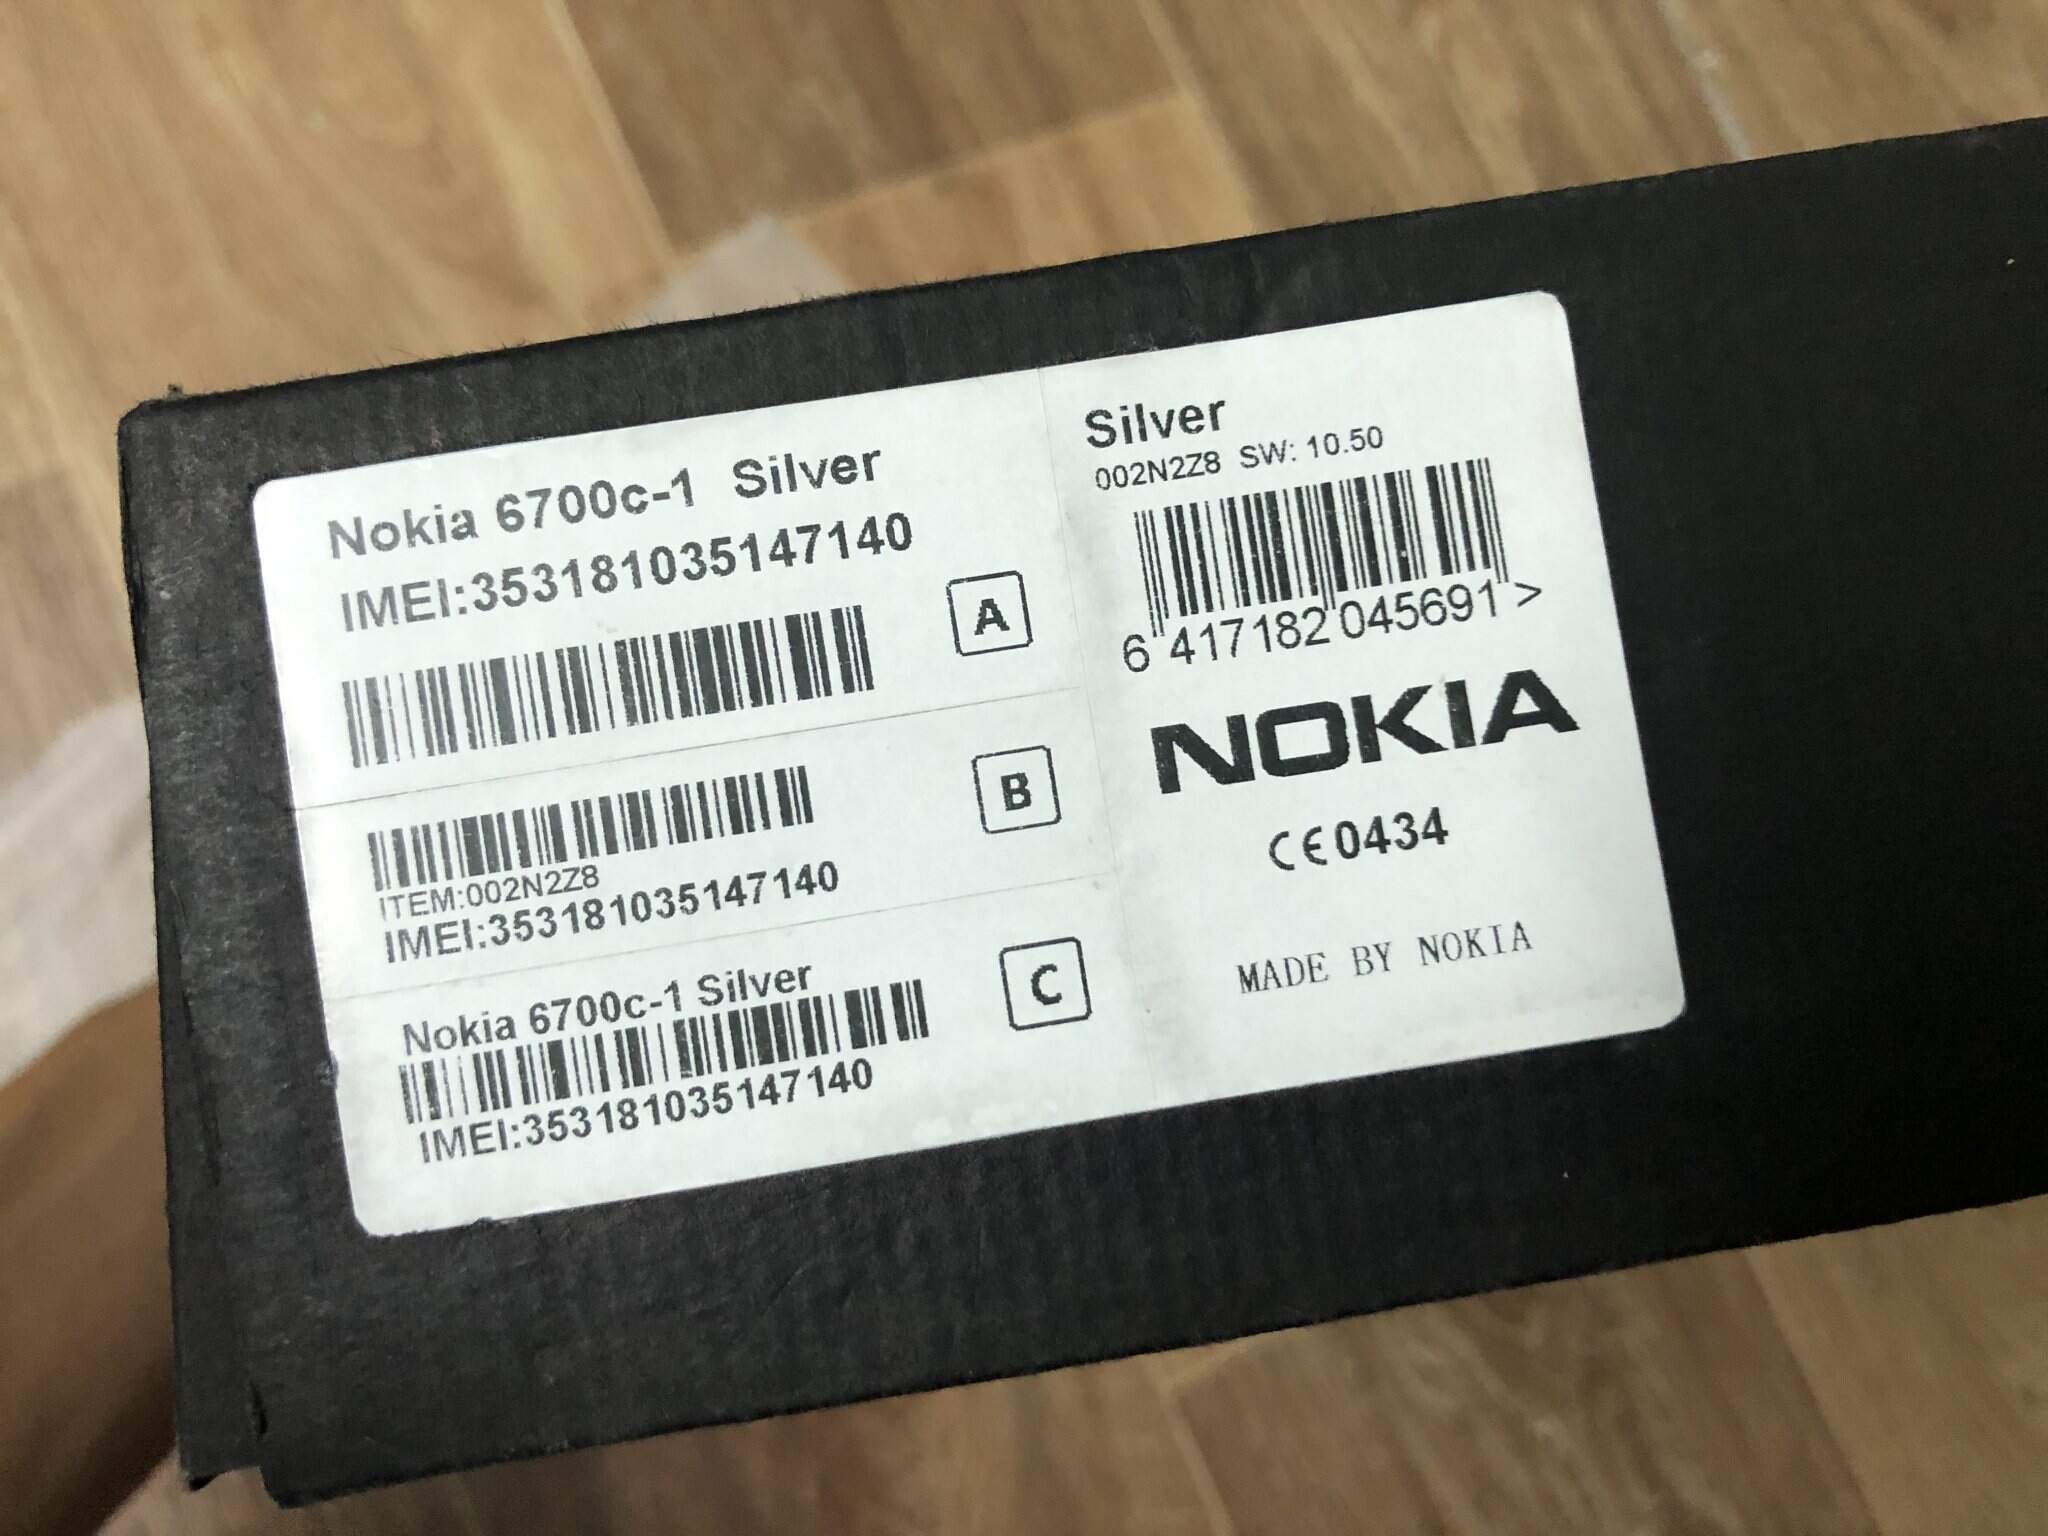 Nokia 6700c-1 Silver
IMEI:353181035147140
A
ITEM:002N2Z8
IMEI:353181035147140
B
Nokia 6700c-1 Silver
IMEI:353181035147140
C
Silver
002N2Z8 SW: 10.50
6 417182 045691 >
NOKIA
CE0434
MADE BY NOKIA